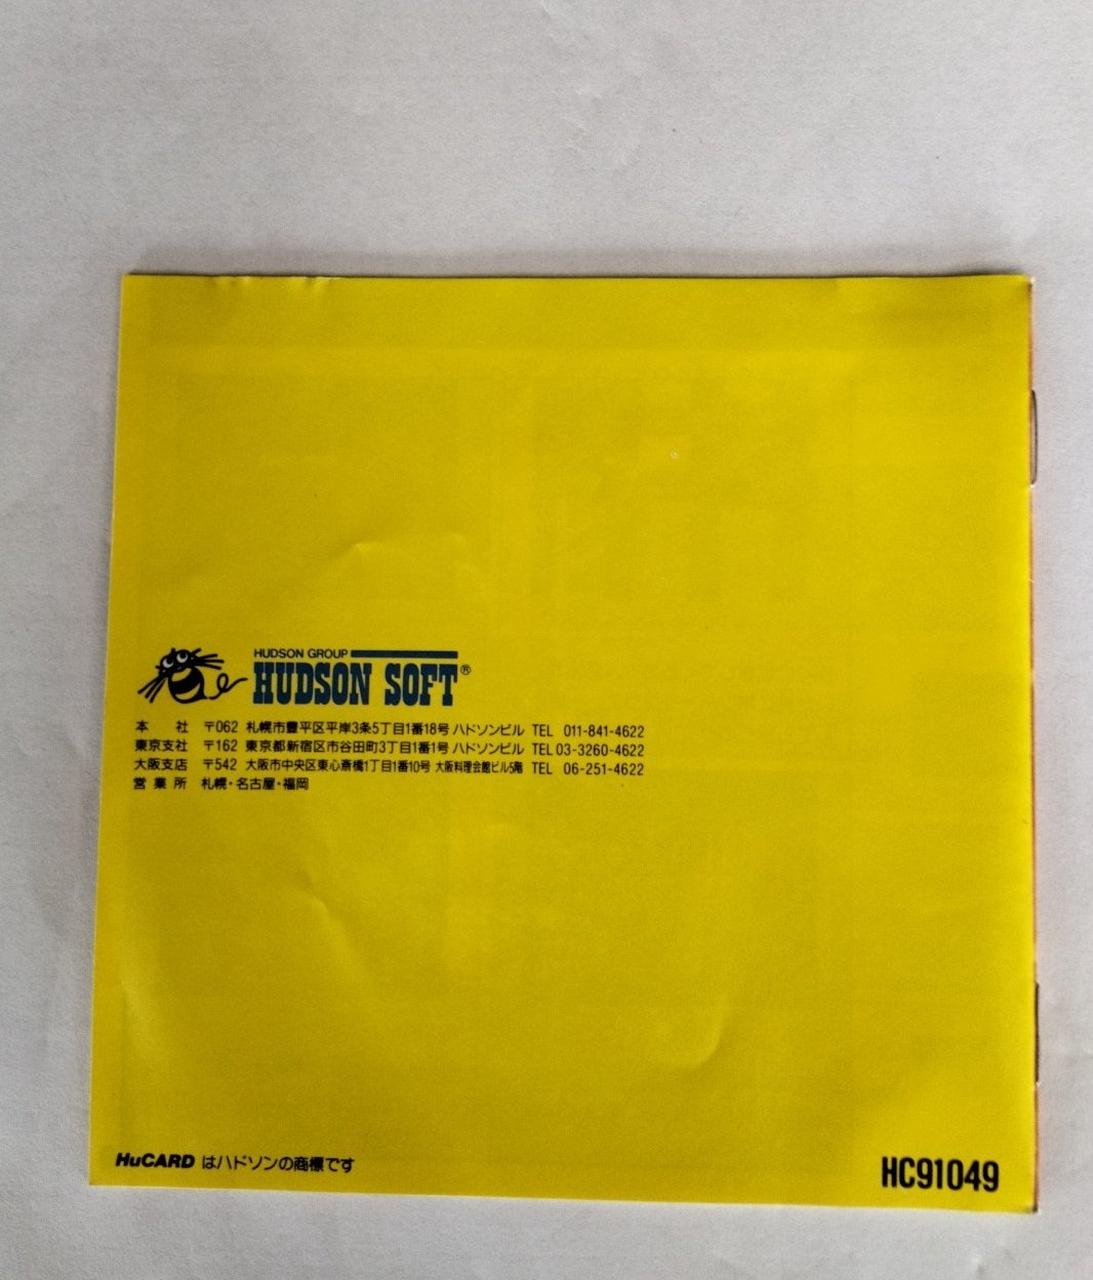 HUDSON GROUP
HUDSON SOFT®
本 社 〒062 札幌市豊平区平岸3条5丁目1番18号 ハドソンビル TEL 011-841-4622
東京支社 〒162 東京都新宿区市谷田町3丁目1番1号 ハドソンビル TEL 03-3260-4622
大阪支店 〒542 大阪市中央区東心斎橋1丁目1番10号 大阪料理会館ビル5階 TEL 06-251-4622
営 業 所 札幌・名古屋・福岡
HuCARD はハドソンの商標です
HC91049